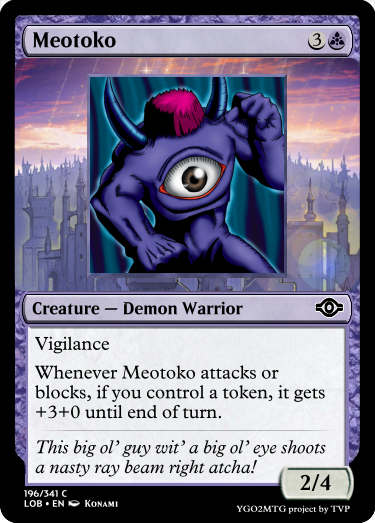 Meotoko 3
Creature — Demon Warrior
Vigilance
Whenever Meotoko attacks or
blocks, if you control a token, it gets
+3+0 until end of turn.
This big ol' guy wit' a big ol' eye shoots
a nasty ray beam right atcha!
2/4
196/341 C
LOB • EN Konami
YGO2MTG project by TVP